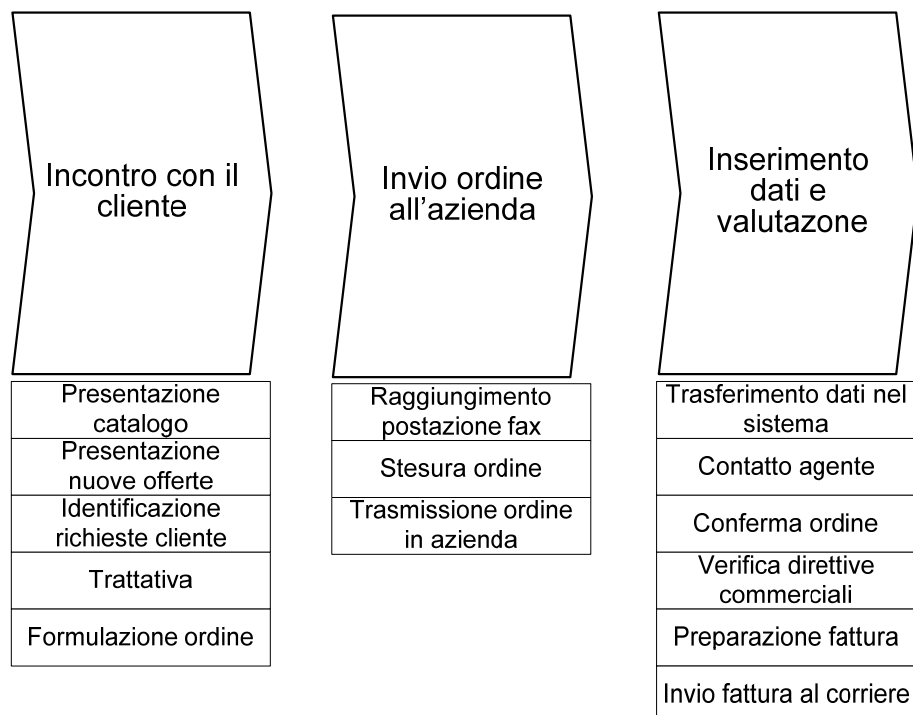 Incontro con il
cliente
Invio ordine
all'azienda
Inserimento
dati e
valutazone
Presentazione
catalogo
Presentazione
nuove offerte
Identificazione
richieste cliente
Trattativa
Formulazione ordine
Raggiungimento
postazione fax
Stesura ordine
Trasmissione ordine
in azienda
Trasferimento dati nel
sistema
Contatto agente
Conferma ordine
Verifica direttive
commerciali
Preparazione fattura
Invio fattura al corriere